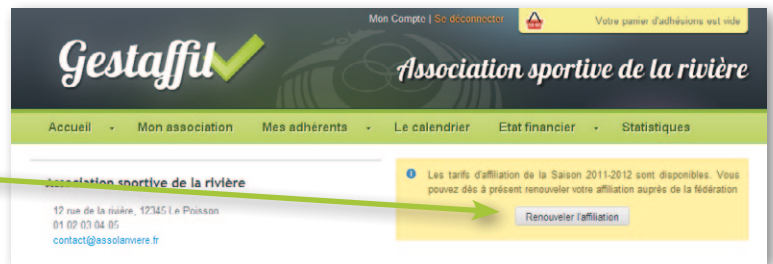 Mon Compte | Se déconnecter
Votre panier d'adhésions est vide
Gestaffil
Association sportive de la rivière
Accueil Mon association Mes adhérents Le calendrier Etat financier Statistiques
Association sportive de la rivière
12 rue de la rivière, 12345 Le Poisson
01 02 03 04 05
contact@assolariviere.fr
Les tarifs d'affiliation de la Saison 2011-2012 sont disponibles. Vous
pouvez dès à présent renouveler votre affiliation auprès de la fédération
Renouveler l'affiliation